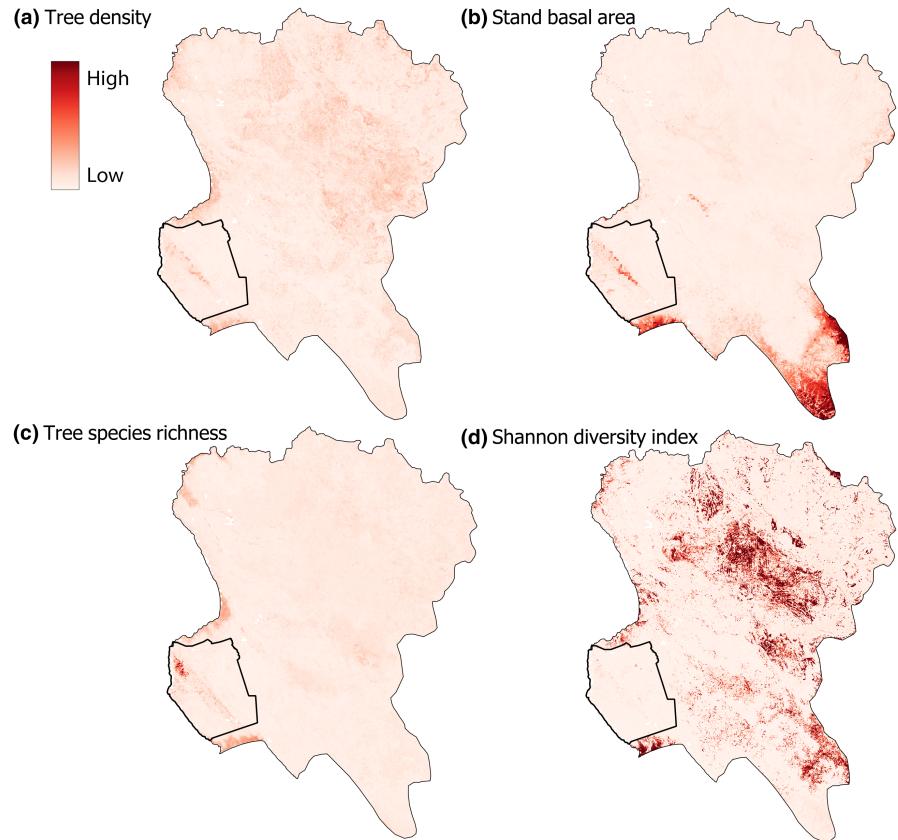 (a) Tree density
(b) Stand basal area
High
Low
(c) Tree species richness
(d) Shannon diversity index